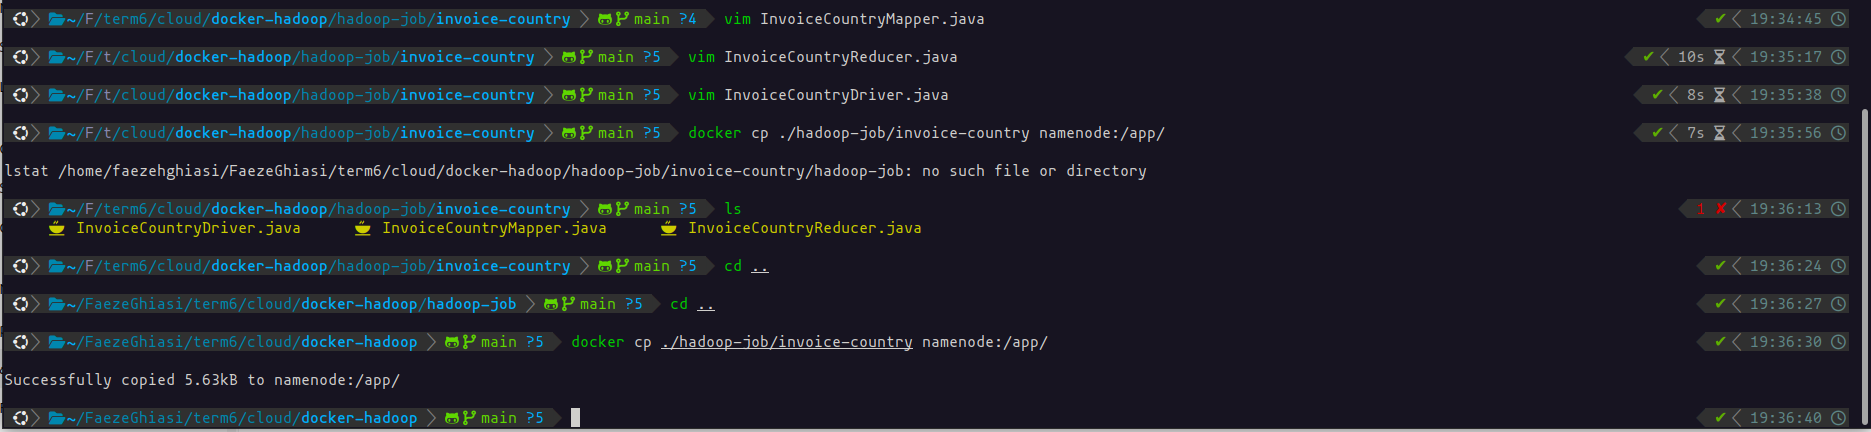 ~/F/term6/cloud/docker-hadoop/hadoop-job/invoice-country main ?4 vim InvoiceCountryMapper.java ✔ 19:34:45
~/F/t/cloud/docker-hadoop/hadoop-job/invoice-country main ?5 vim InvoiceCountryReducer.java ✔ 10s 19:35:17
~/F/t/cloud/docker-hadoop/hadoop-job/invoice-country main ?5 vim InvoiceCountryDriver.java ✔ 8s 19:35:38
~/F/t/cloud/docker-hadoop/hadoop-job/invoice-country main ?5 docker cp ./hadoop-job/invoice-country namenode:/app/ ✔ 7s 19:35:56
lstat /home/faezehghiasi/FaezeGhiasi/term6/cloud/docker-hadoop/hadoop-job/invoice-country/hadoop-job: no such file or directory
~/F/term6/cloud/docker-hadoop/hadoop-job/invoice-country main ?5 ls 1 ✘ 19:36:13
InvoiceCountryDriver.java InvoiceCountryMapper.java InvoiceCountryReducer.java
~/F/term6/cloud/docker-hadoop/hadoop-job/invoice-country main ?5 cd .. ✔ 19:36:24
~/FaezeGhiasi/term6/cloud/docker-hadoop/hadoop-job main ?5 cd .. ✔ 19:36:27
~/FaezeGhiasi/term6/cloud/docker-hadoop main ?5 docker cp ./hadoop-job/invoice-country namenode:/app/ ✔ 19:36:30
Successfully copied 5.63kB to namenode:/app/
~/FaezeGhiasi/term6/cloud/docker-hadoop main ?5 ✔ 19:36:40